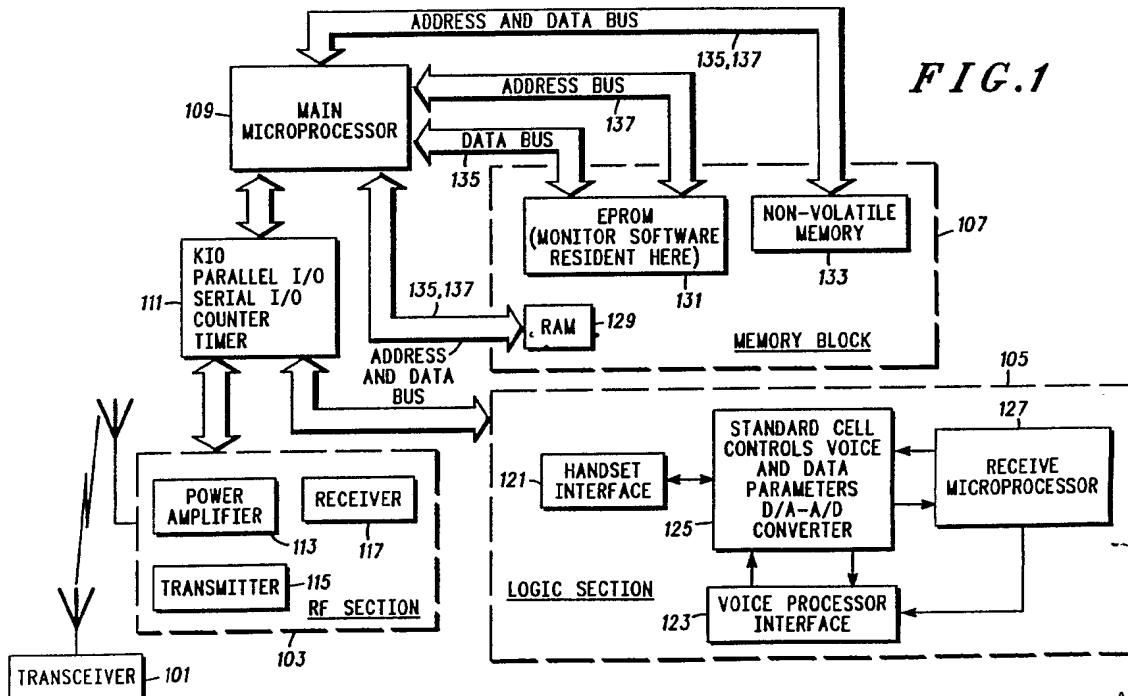 ADDRESS AND DATA BUS
135,137
FIG.1
109
MAIN
MICROPROCESSOR
ADDRESS BUS
137
DATA BUS
135
EPROM
(MONITOR SOFTWARE
RESIDENT HERE)
131
NON-VOLATILE
MEMORY
133
107
111
KIO
PARALLEL I/O
SERIAL I/O
COUNTER
TIMER
135,137
RAM
129
MEMORY BLOCK
ADDRESS
AND DATA
BUS
105
121
HANDSET
INTERFACE
STANDARD CELL
CONTROLS VOICE
AND DATA
PARAMETERS
D/A-A/D
CONVERTER
125
127
RECEIVE
MICROPROCESSOR
LOGIC SECTION
123
VOICE PROCESSOR
INTERFACE
POWER
AMPLIFIER
113
RECEIVER
117
TRANSMITTER
115
RF SECTION
103
TRANSCEIVER
101